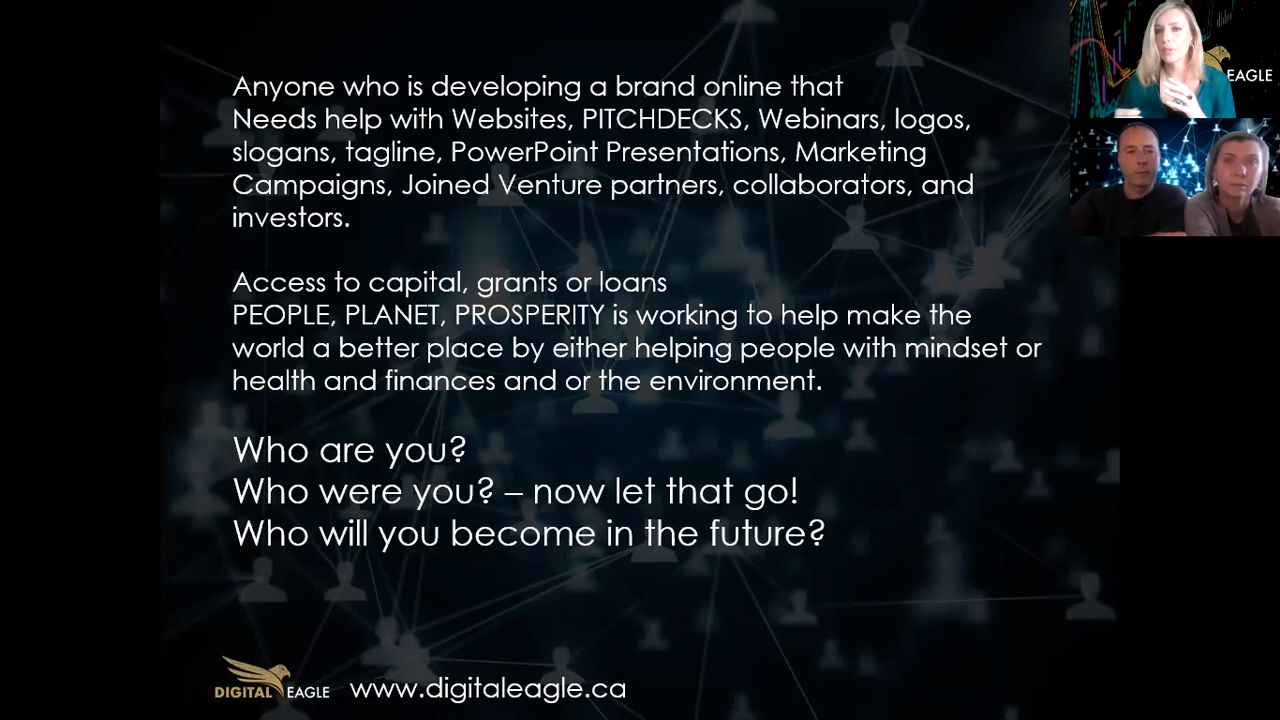 Anyone who is developing a brand online that
Needs help with Websites, PITCHDECKS, Webinars, logos,
slogans, tagline, PowerPoint Presentations, Marketing
Campaigns, Joined Venture partners, collaborators, and
investors.
Access to capital, grants or loans
PEOPLE, PLANET, PROSPERITY is working to help make the
world a better place by either helping people with mindset or
health and finances and or the environment.
Who are you?
Who were you? – now let that go!
Who will you become in the future?
DIGITAL EAGLE www.digitaleagle.ca
EAGLE